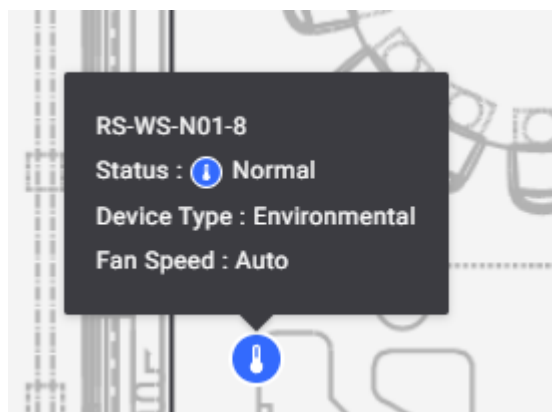 RS-WS-N01-8
Status : Normal
Device Type : Environmental
Fan Speed : Auto